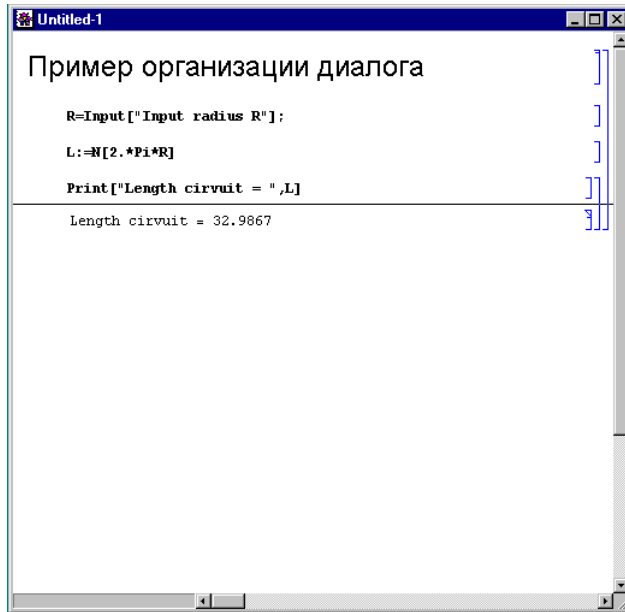 Untitled-1
Пример организации диалога
R=Input["Input radius R"];
L:=N[2.*Pi*R]
Print["Length cirvuit = ",L]
Length cirvuit = 32.9867